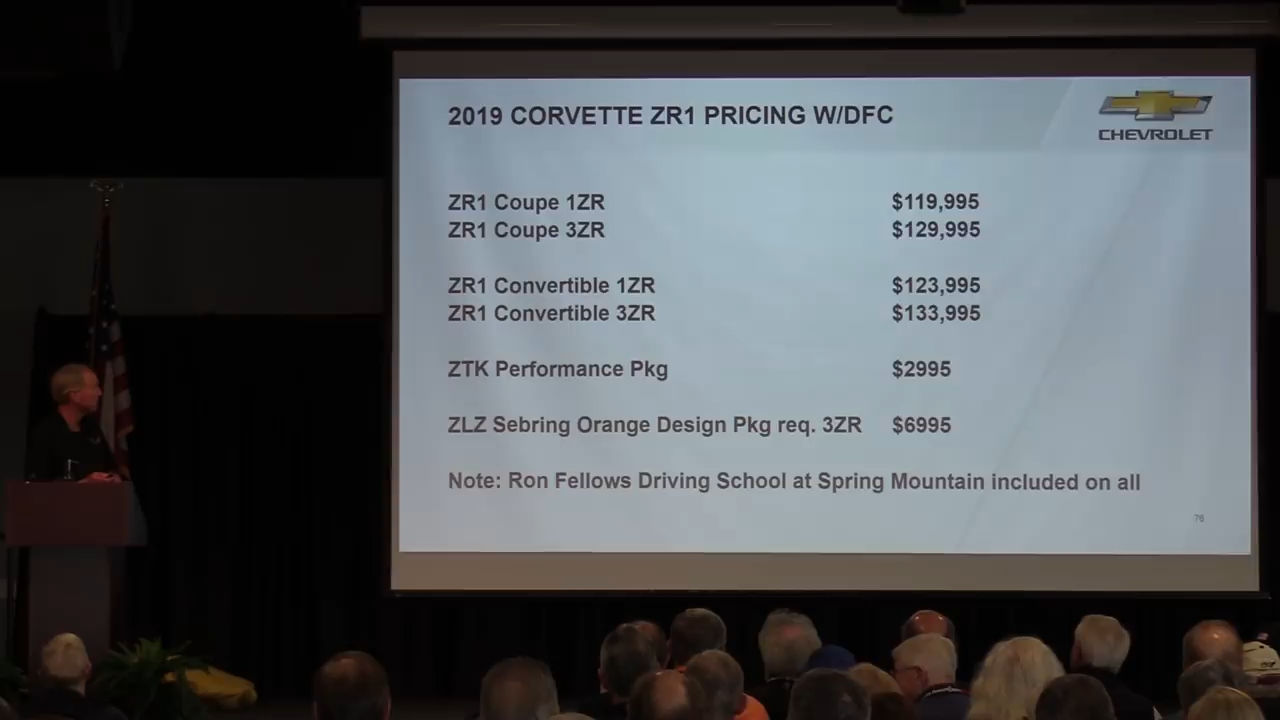 2019 CORVETTE ZR1 PRICING W/DFC
CHEVROLET
ZR1 Coupe 1ZR $119,995
ZR1 Coupe 3ZR $129,995
ZR1 Convertible 1ZR $123,995
ZR1 Convertible 3ZR $133,995
ZTK Performance Pkg $2995
ZLZ Sebring Orange Design Pkg req. 3ZR $6995
Note: Ron Fellows Driving School at Spring Mountain included on all
76